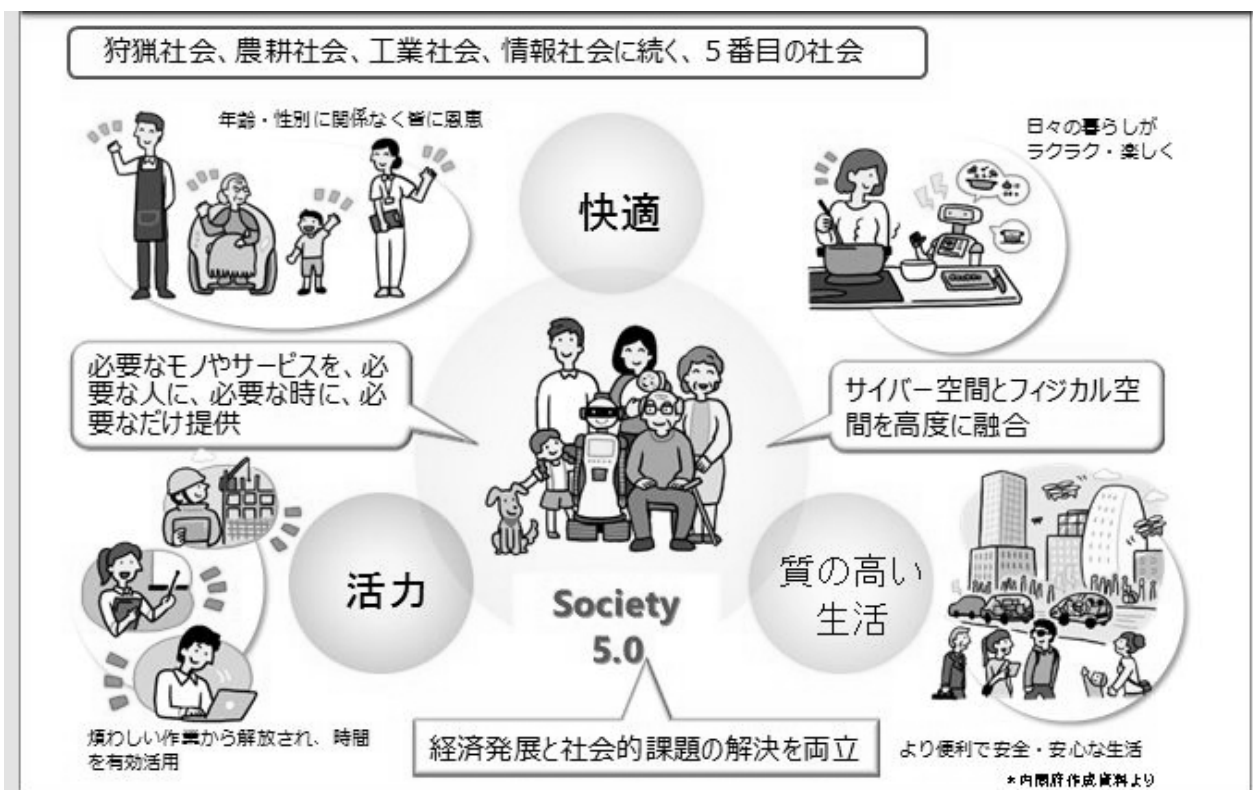 狩猟社会、農耕社会、工業社会、情報社会に続く、5番目の社会
年齢・性別に関係なく皆に恩恵
快適
日々の暮らしが
ラクラク・楽しく
必要なモノやサービスを、必
要な人に、必要な時に、必
要なだけ提供
サイバー空間とフィジカル空
間を高度に融合
活力
質の高い
生活
Society
5.0
煩わしい作業から解放され、時間
を有効活用
経済発展と社会的課題の解決を両立
より便利で安全・安心な生活
*内閣府作成資料より